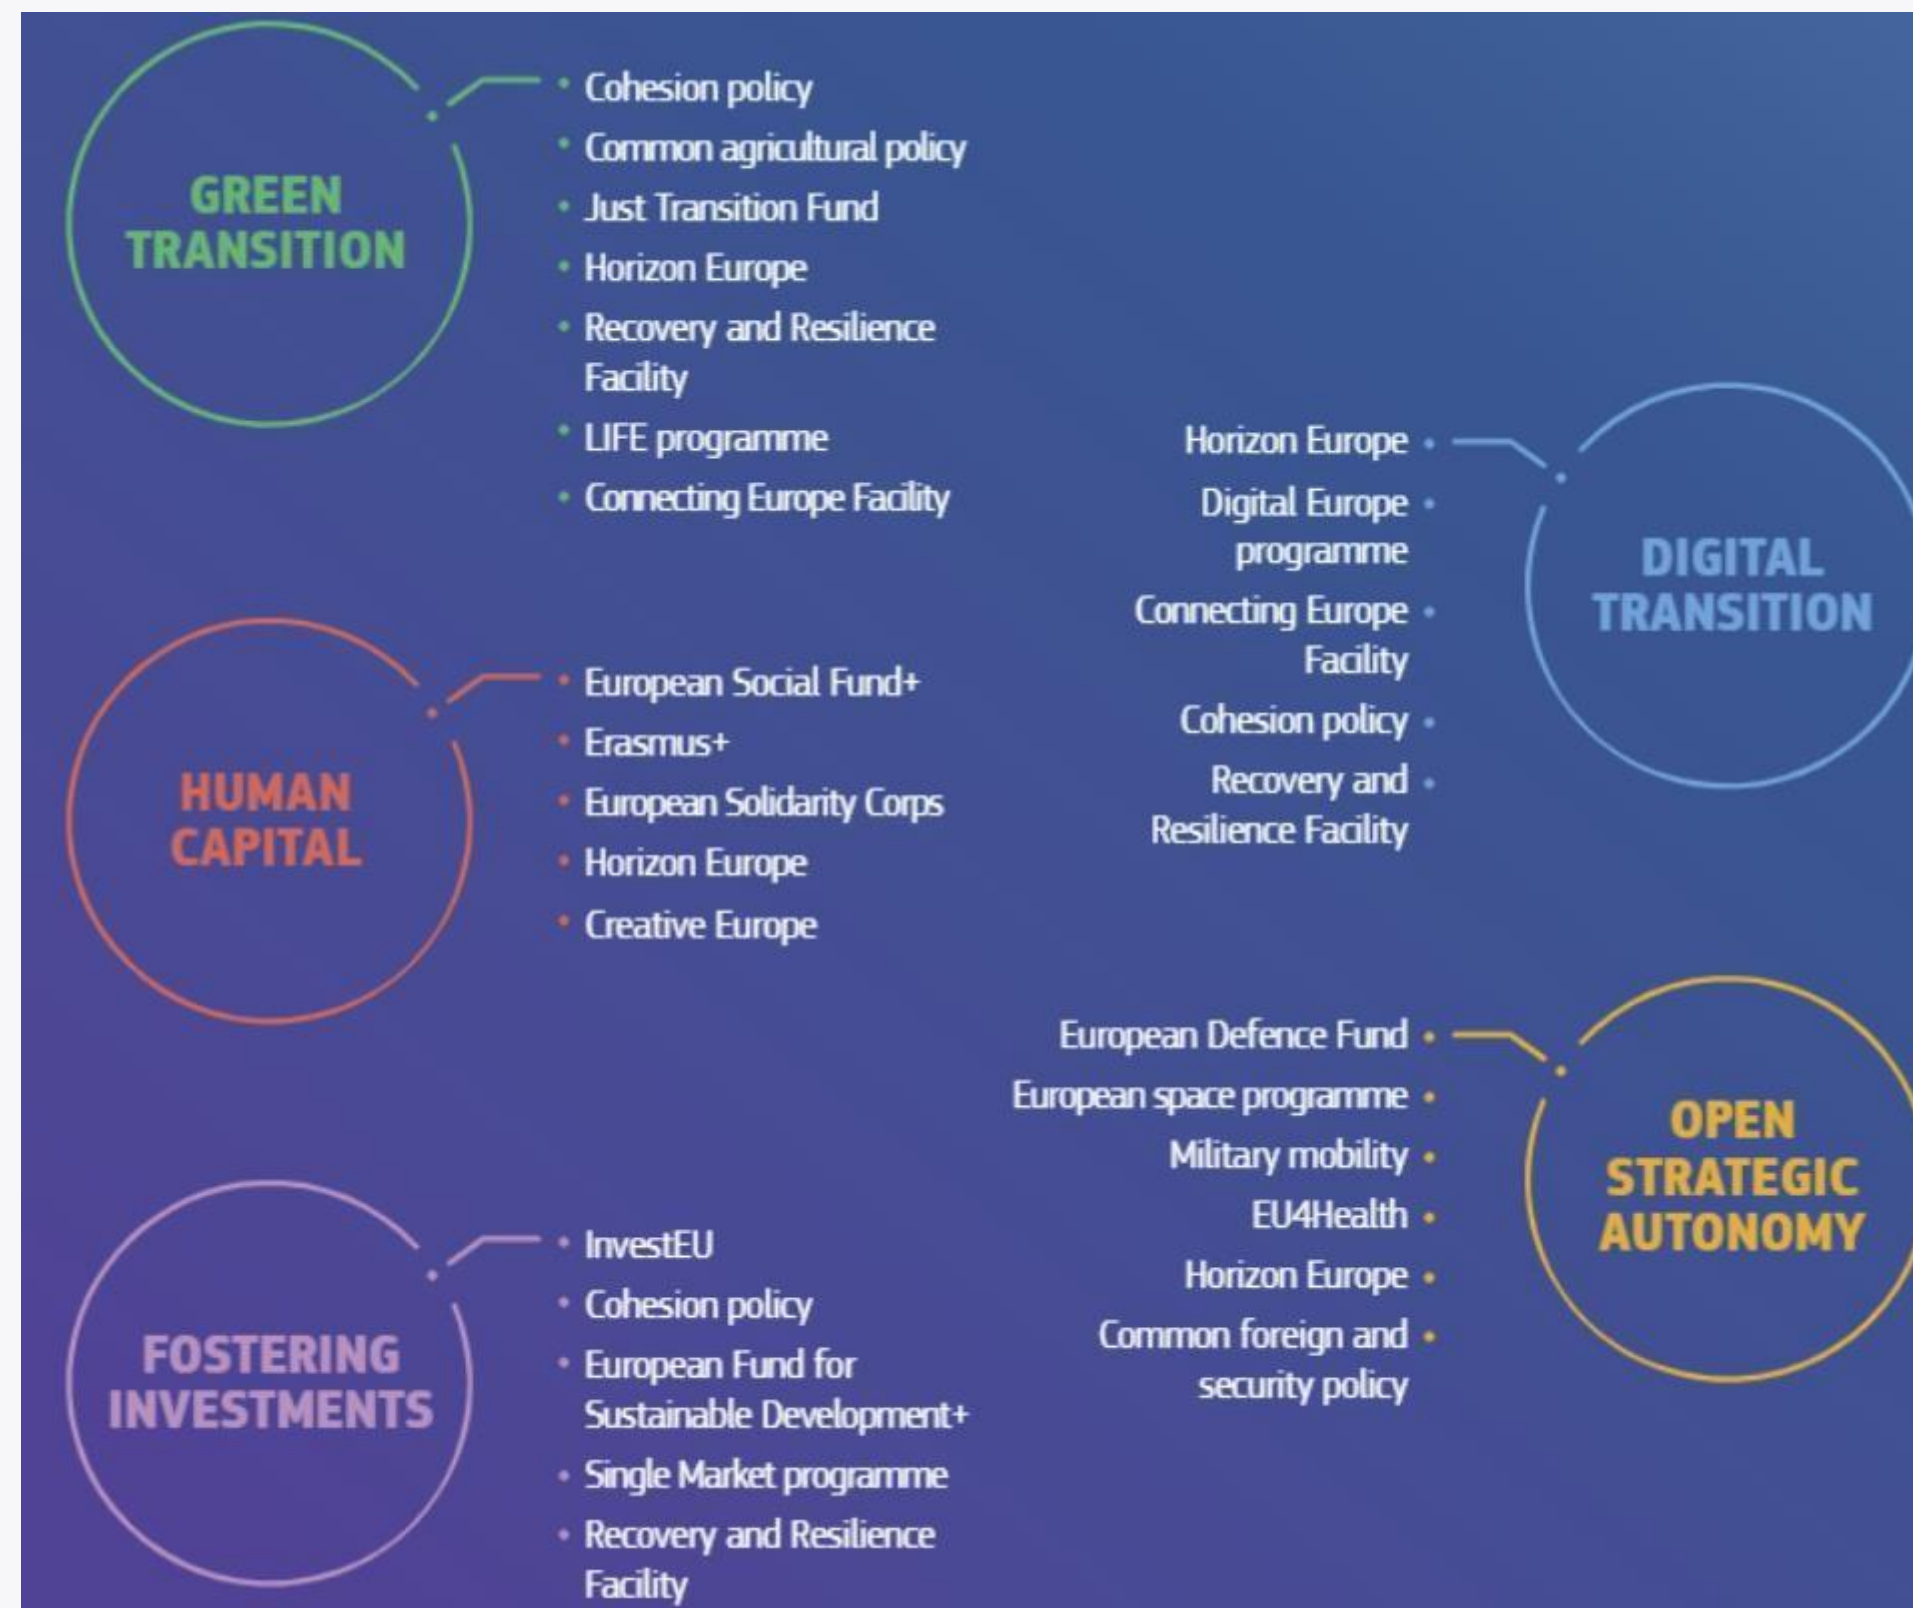 GREEN
TRANSITION
Cohesion policy
Common agricultural policy
Just Transition Fund
Horizon Europe
Recovery and Resilience
Facility
LIFE programme
Connecting Europe Facility
Horizon Europe
Digital Europe
programme
Connecting Europe
Facility
Cohesion policy
Recovery and
Resilience Facility
DIGITAL
TRANSITION
HUMAN
CAPITAL
European Social Fund+
Erasmus+
European Solidarity Corps
Horizon Europe
Creative Europe
European Defence Fund
European space programme
Military mobility
EU4Health
Horizon Europe
Common foreign and
security policy
OPEN
STRATEGIC
AUTONOMY
FOSTERING
INVESTMENTS
InvestEU
Cohesion policy
European Fund for
Sustainable Development+
Single Market programme
Recovery and Resilience
Facility